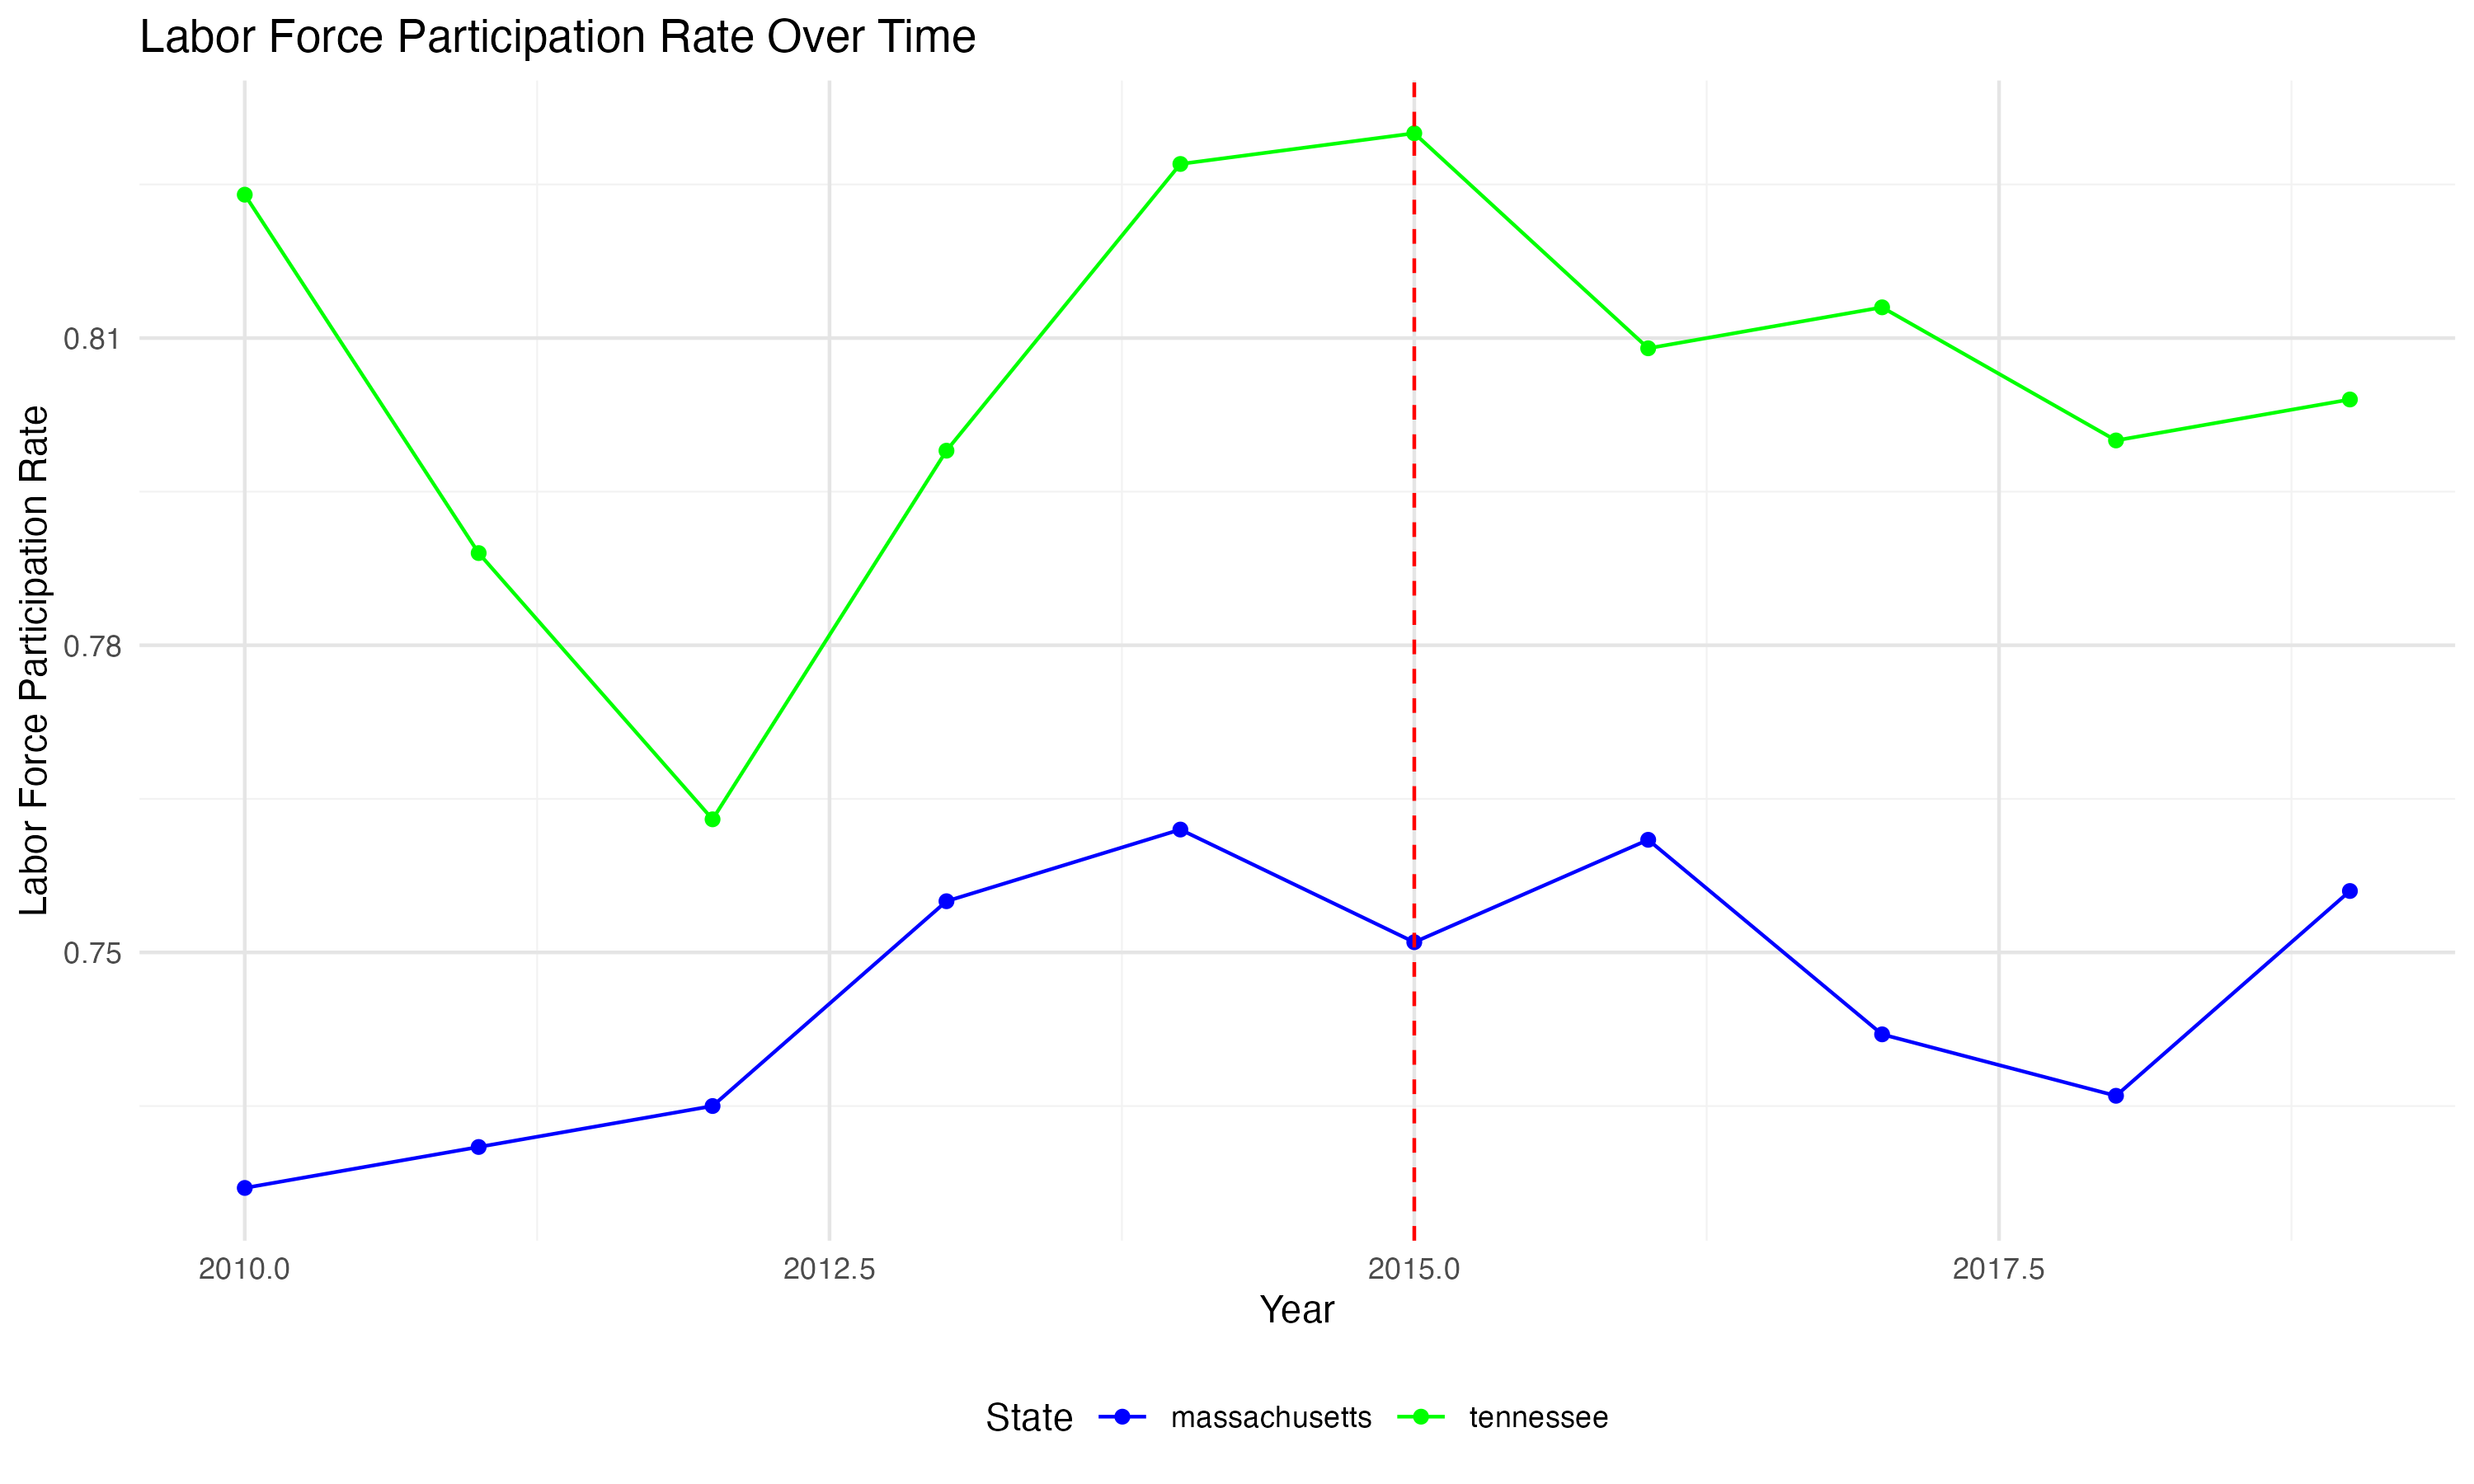 Labor Force Participation Rate Over Time
Labor Force Participation Rate
0.81
0.78
0.75
2010.0 2012.5 2015.0 2017.5
Year
State massachusetts tennessee